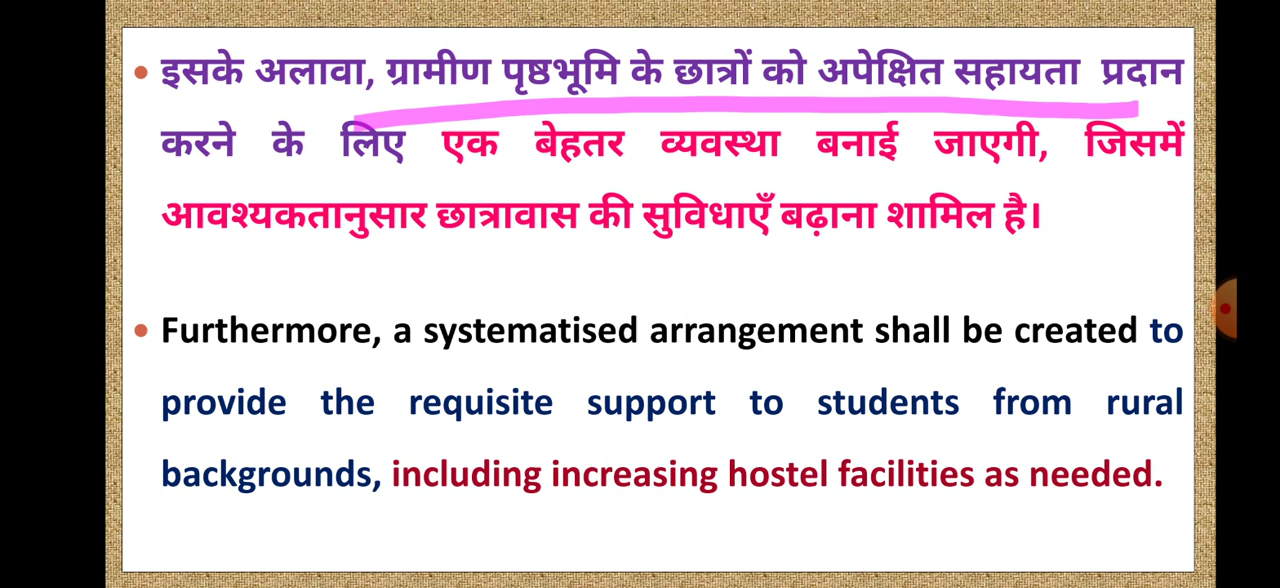 इसके अलावा, ग्रामीण पृष्ठभूमि के छात्रों को अपेक्षित सहायता प्रदान
करने के लिए एक बेहतर व्यवस्था बनाई जाएगी, जिसमें
आवश्यकतानुसार छात्रावास की सुविधाएँ बढ़ाना शामिल है।
Furthermore, a systematised arrangement shall be created to
provide the requisite support to students from rural
backgrounds, including increasing hostel facilities as needed.